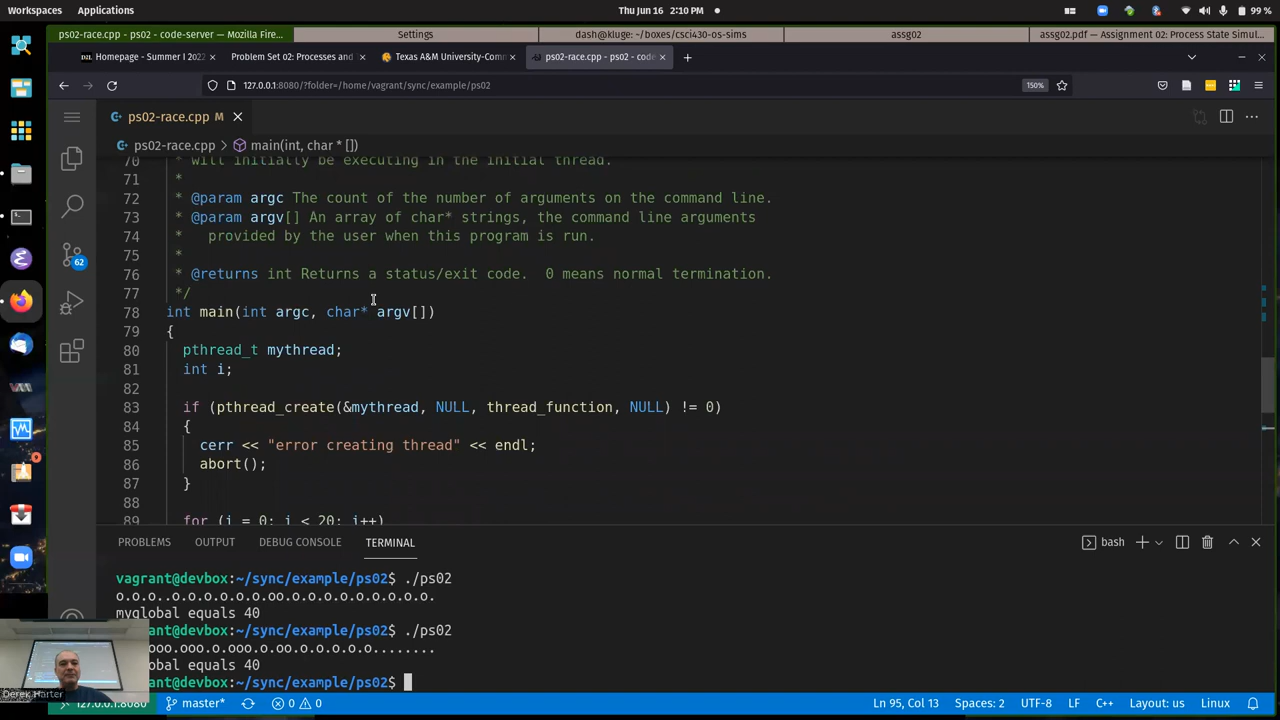 Workspaces Applications Thu Jun 16 2:10 PM 99 %
ps02-race.cpp - ps02 - code-server — Mozilla Fire... Settings dash@kluge: ~/boxes/csci430-os-sims assg02 assg02.pdf — Assignment 02: Process State Simul...
Homepage - Summer I 2022 Problem Set 02: Processes and Texas A&M University-Comm ps02-race.cpp - ps02 - code
127.0.0.1:8080/?folder=/home/vagrant/sync/example/ps02 150%
ps02-race.cpp M
ps02-race.cpp main(int, char * [])
70 * will initially be executing in the initial thread.
71 *
72 * @param argc The count of the number of arguments on the command line.
73 * @param argv[] An array of char* strings, the command line arguments
74 * provided by the user when this program is run.
75 *
76 * @returns int Returns a status/exit code. 0 means normal termination.
77 */
78 int main(int argc, char* argv[])
79 {
80 pthread_t mythread;
81 int i;
82
83 if (pthread_create(&mythread, NULL, thread_function, NULL) != 0)
84 {
85 cerr << "error creating thread" << endl;
86 abort();
87 }
88
89 for (i = 0; i < 20; i++)
62
9
PROBLEMS OUTPUT DEBUG CONSOLE TERMINAL bash
vagrant@devbox:~/sync/example/ps02$ ./ps02
o.o.o..o.o.o.o.o.oo.o.o.o.o.o.o.o.o.o.
myglobal equals 40
agrant@devbox:~/sync/example/ps02$ ./ps02
ooo.ooo.o.ooo.o.oo.o.o.o.o.o........
equals 40
agrant@devbox:~/sync/example/ps02$
Derek Harter
127.0.0.1:8080 master* 0 0 Ln 95, Col 13 Spaces: 2 UTF-8 LF C++ Layout: us Linux